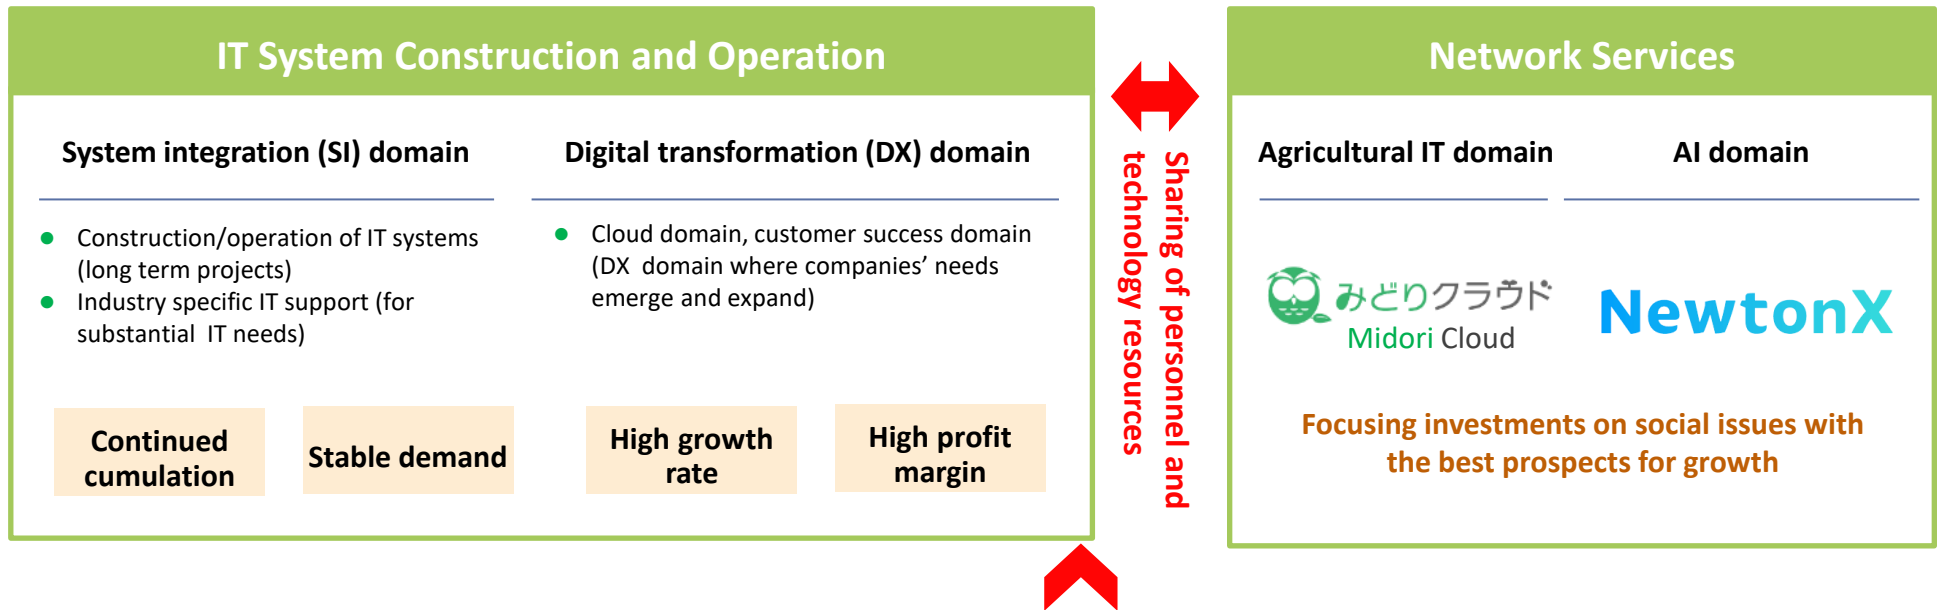 IT System Construction and Operation
System integration (SI) domain
● Construction/operation of IT systems
(long term projects)
● Industry specific IT support (for
substantial IT needs)
Continued
cumulation
Stable demand
Digital transformation (DX) domain
● Cloud domain, customer success domain
(DX domain where companies’ needs
emerge and expand)
High growth
rate
High profit
margin
Sharing of personnel and
technology resources
Network Services
Agricultural IT domain
みどりクラウド
Midori Cloud
AI domain
NewtonX
Focusing investments on social issues with
the best prospects for growth